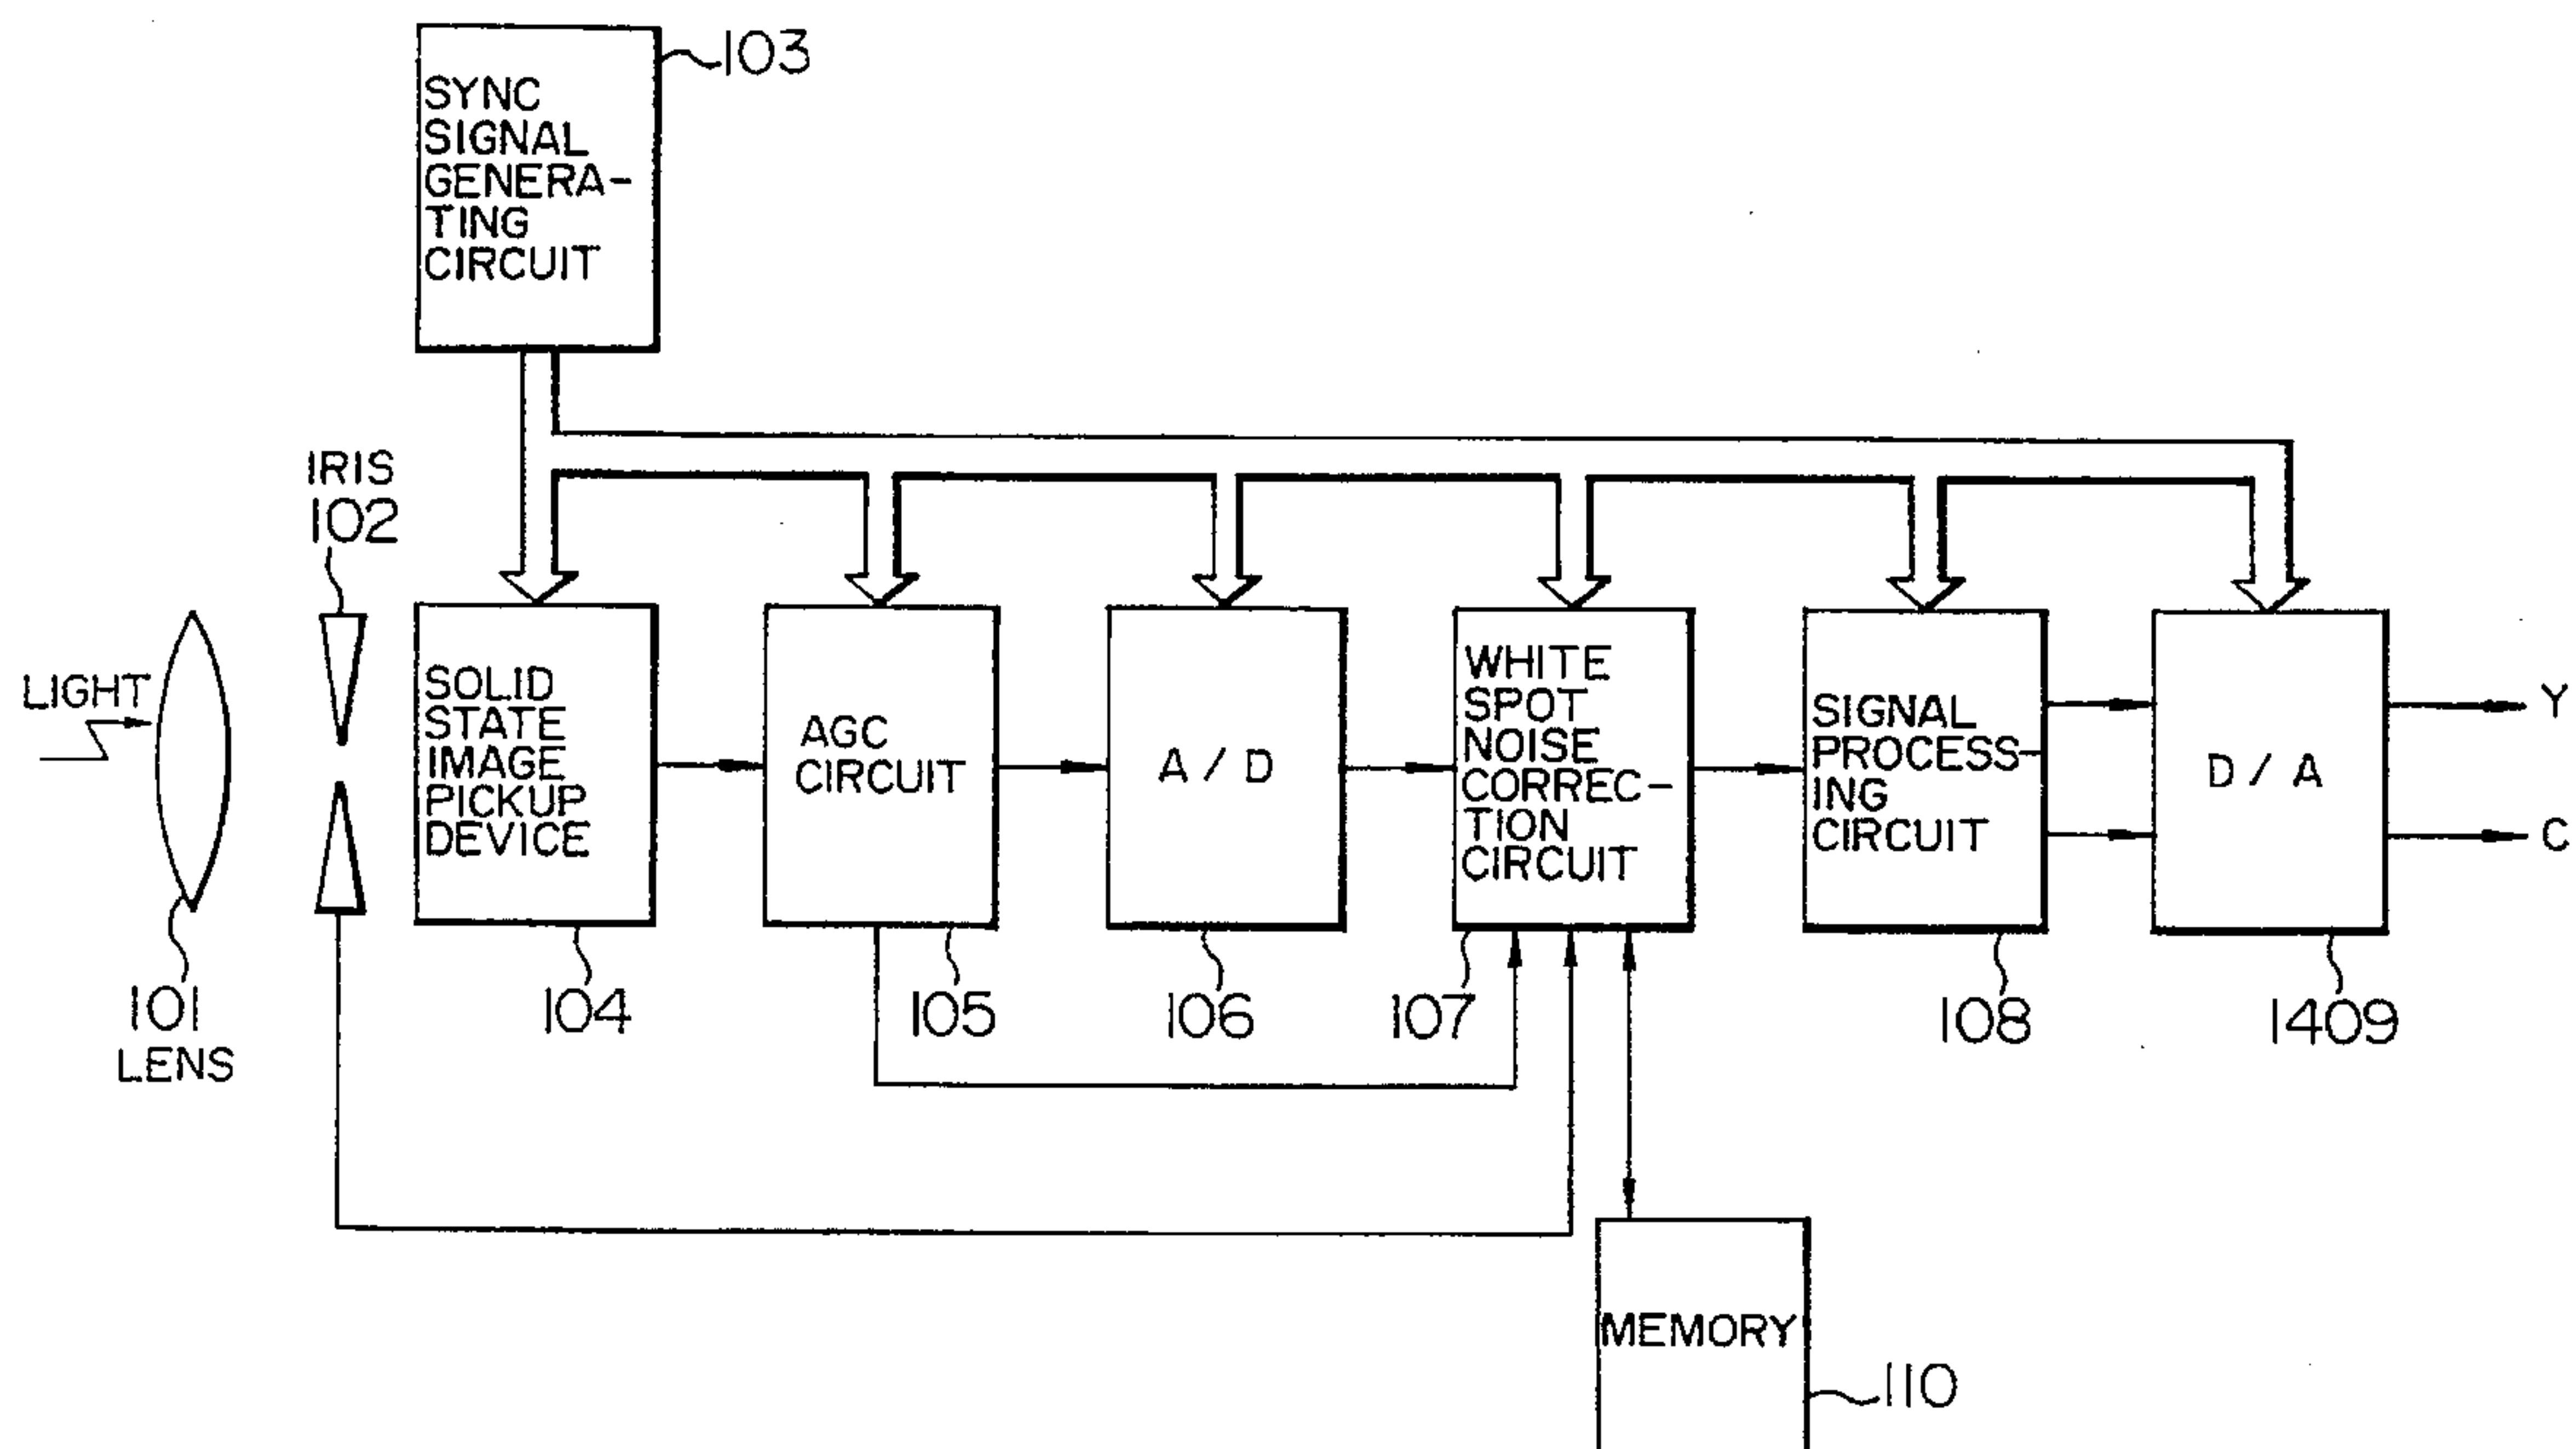 103
SYNC
SIGNAL
GENERA-
TING
CIRCUIT
IRIS
102
LIGHT
101
LENS
SOLID
STATE
IMAGE
PICKUP
DEVICE
104
AGC
CIRCUIT
105
A/D
106
WHITE
SPOT
NOISE
CORREC-
TION
CIRCUIT
107
SIGNAL
PROCESS-
ING
CIRCUIT
108
D/A
1409
Y
C
MEMORY
110